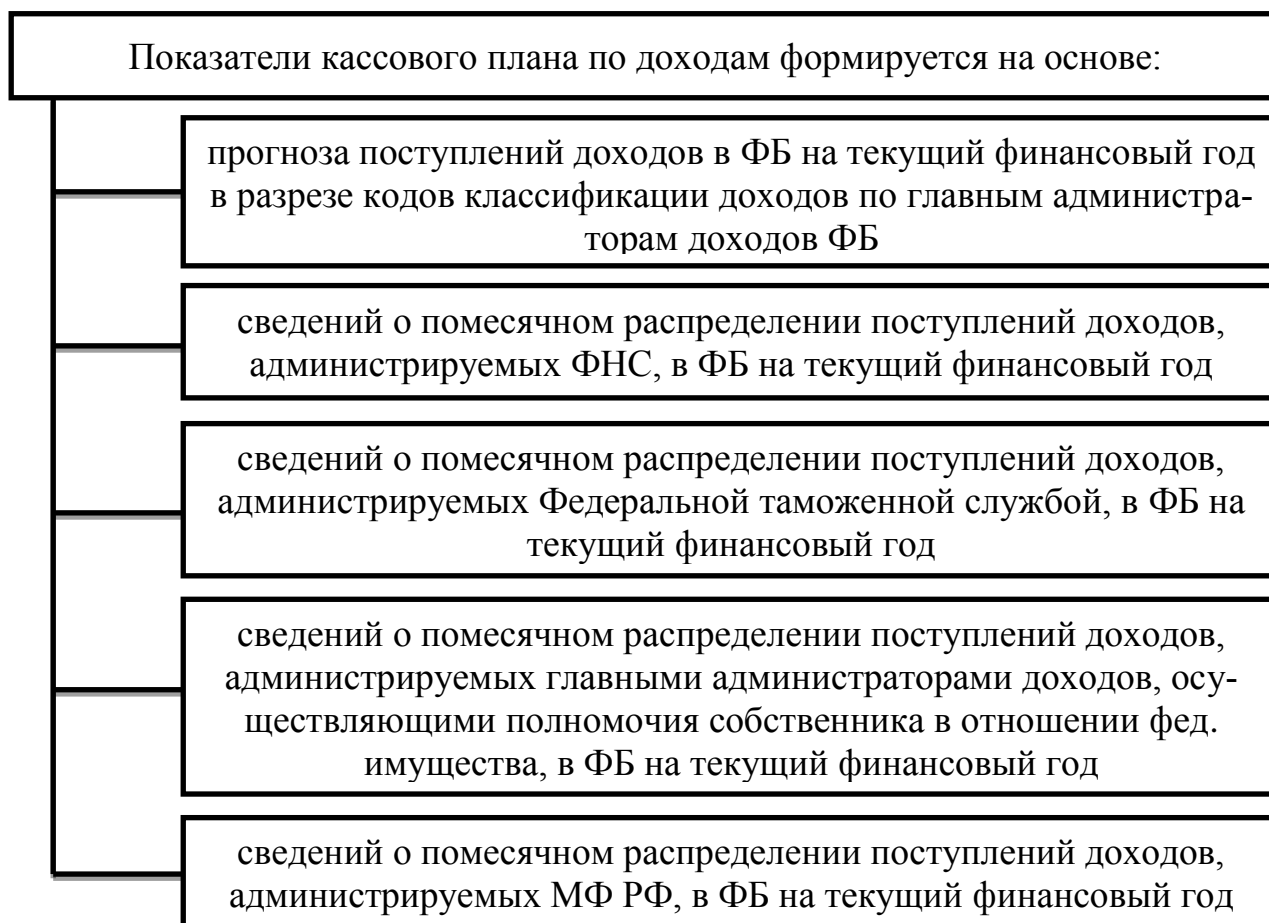 Показатели кассового плана по доходам формируется на основе:
прогноза поступлений доходов в ФБ на текущий финансовый год
в разрезе кодов классификации доходов по главным администра-
торам доходов ФБ
сведений о помесячном распределении поступлений доходов,
администрируемых ФНС, в ФБ на текущий финансовый год
сведений о помесячном распределении поступлений доходов,
администрируемых Федеральной таможенной службой, в ФБ на
текущий финансовый год
сведений о помесячном распределении поступлений доходов,
администрируемых главными администраторами доходов, осу-
ществляющими полномочия собственника в отношении фед.
имущества, в ФБ на текущий финансовый год
сведений о помесячном распределении поступлений доходов,
администрируемых МФ РФ, в ФБ на текущий финансовый год